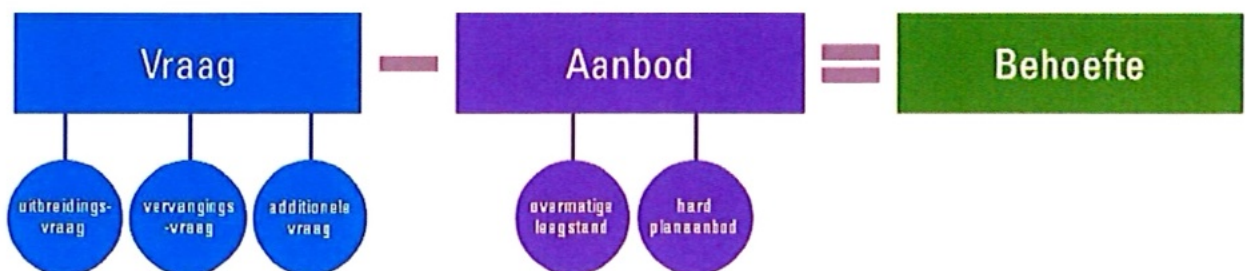 Vraag
Aanbod
Behoefte
uitbreidings-
vraag
vervangings
-vraag
additionele
vraag
overmatige
leegstand
hard
planaanbod